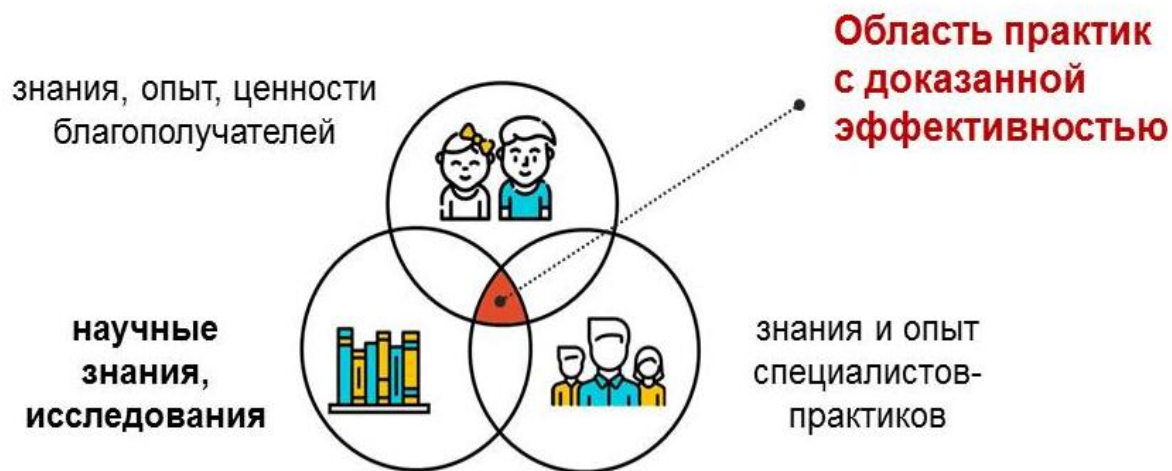 Область практик
с доказанной
эффективностью
знания, опыт, ценности
благополучателей
научные
знания,
исследования
знания и опыт
специалистов-
практиков